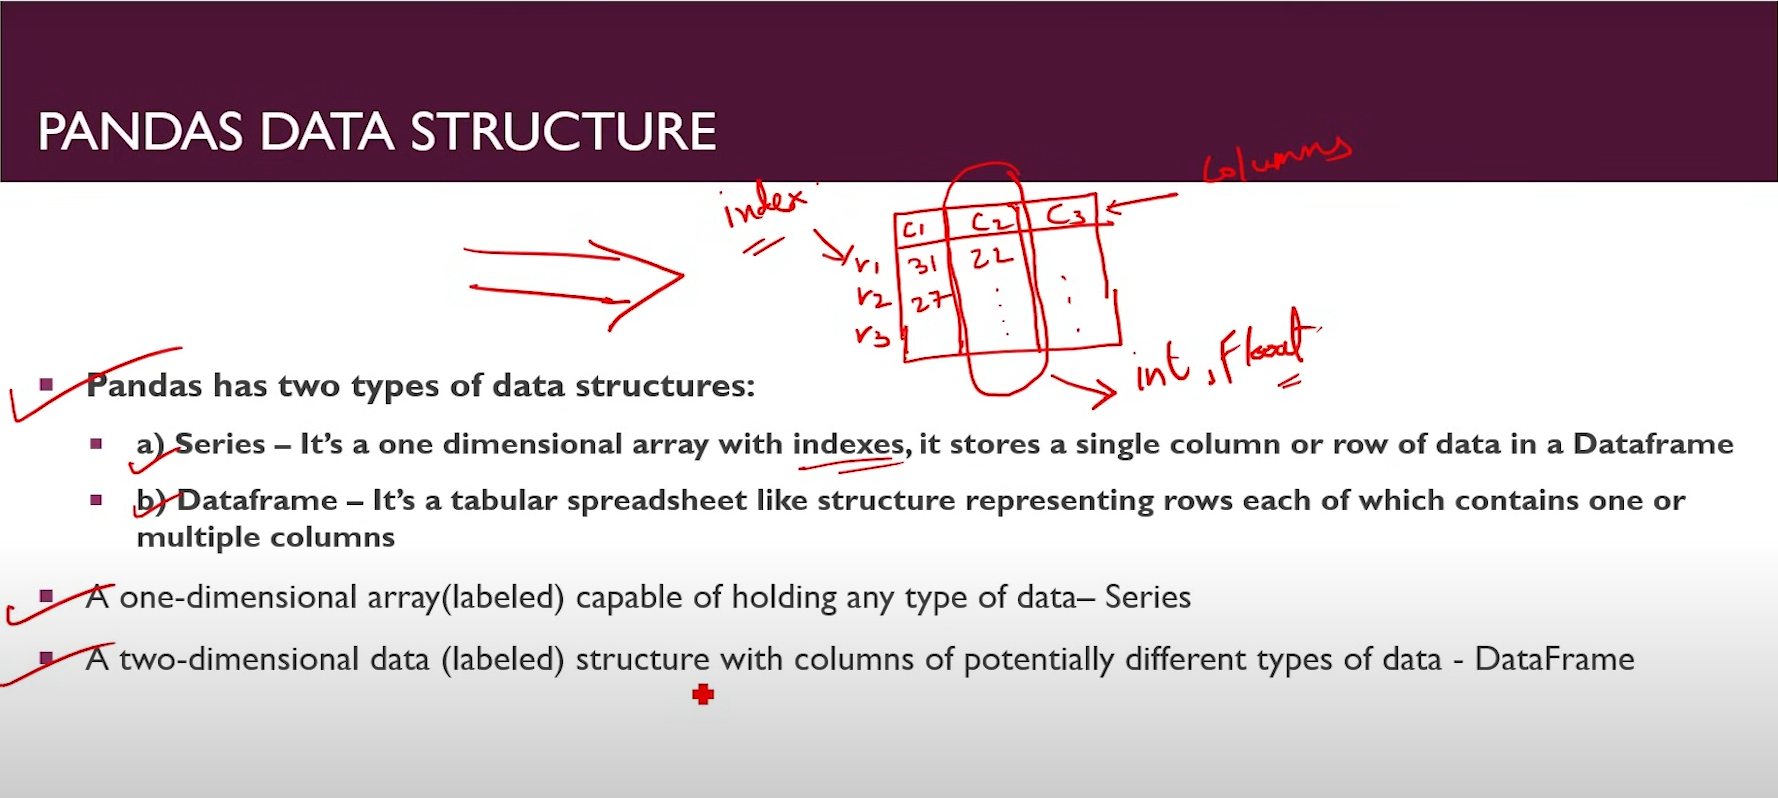 PANDAS DATA STRUCTURE
columns
index
C1 C2 C3
r1 31 22
r2 27
r3
int, Float
Pandas has two types of data structures:
a) Series – It's a one dimensional array with indexes, it stores a single column or row of data in a Dataframe
b) Dataframe – It's a tabular spreadsheet like structure representing rows each of which contains one or
multiple columns
A one-dimensional array(labeled) capable of holding any type of data– Series
A two-dimensional data (labeled) structure with columns of potentially different types of data - DataFrame